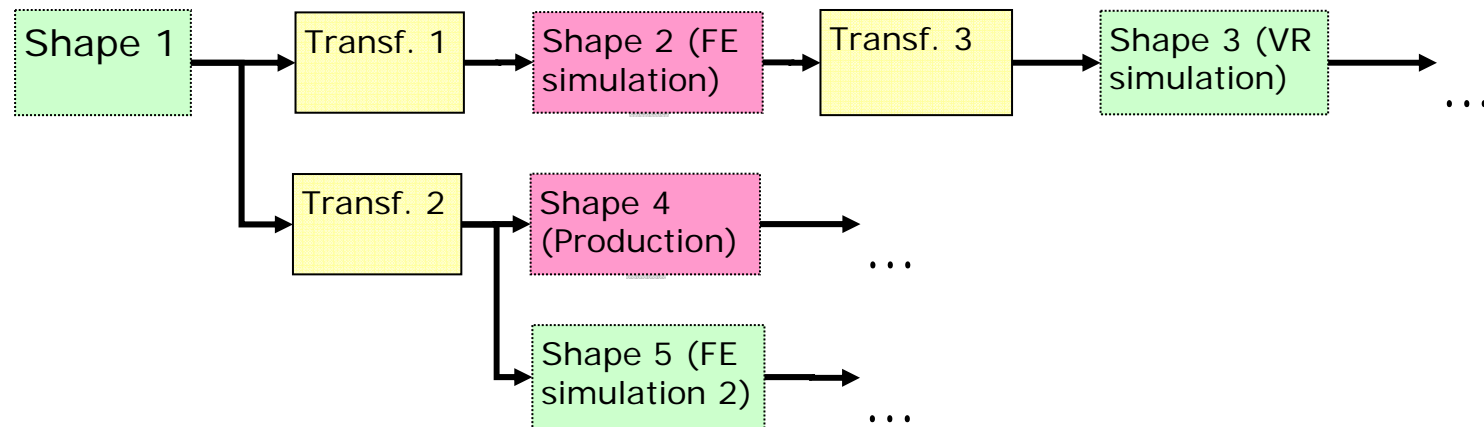 Shape 1
Transf. 1
Shape 2 (FE
simulation)
Transf. 3
Shape 3 (VR
simulation)
...
Transf. 2
Shape 4
(Production)
...
Shape 5 (FE
simulation 2)
...